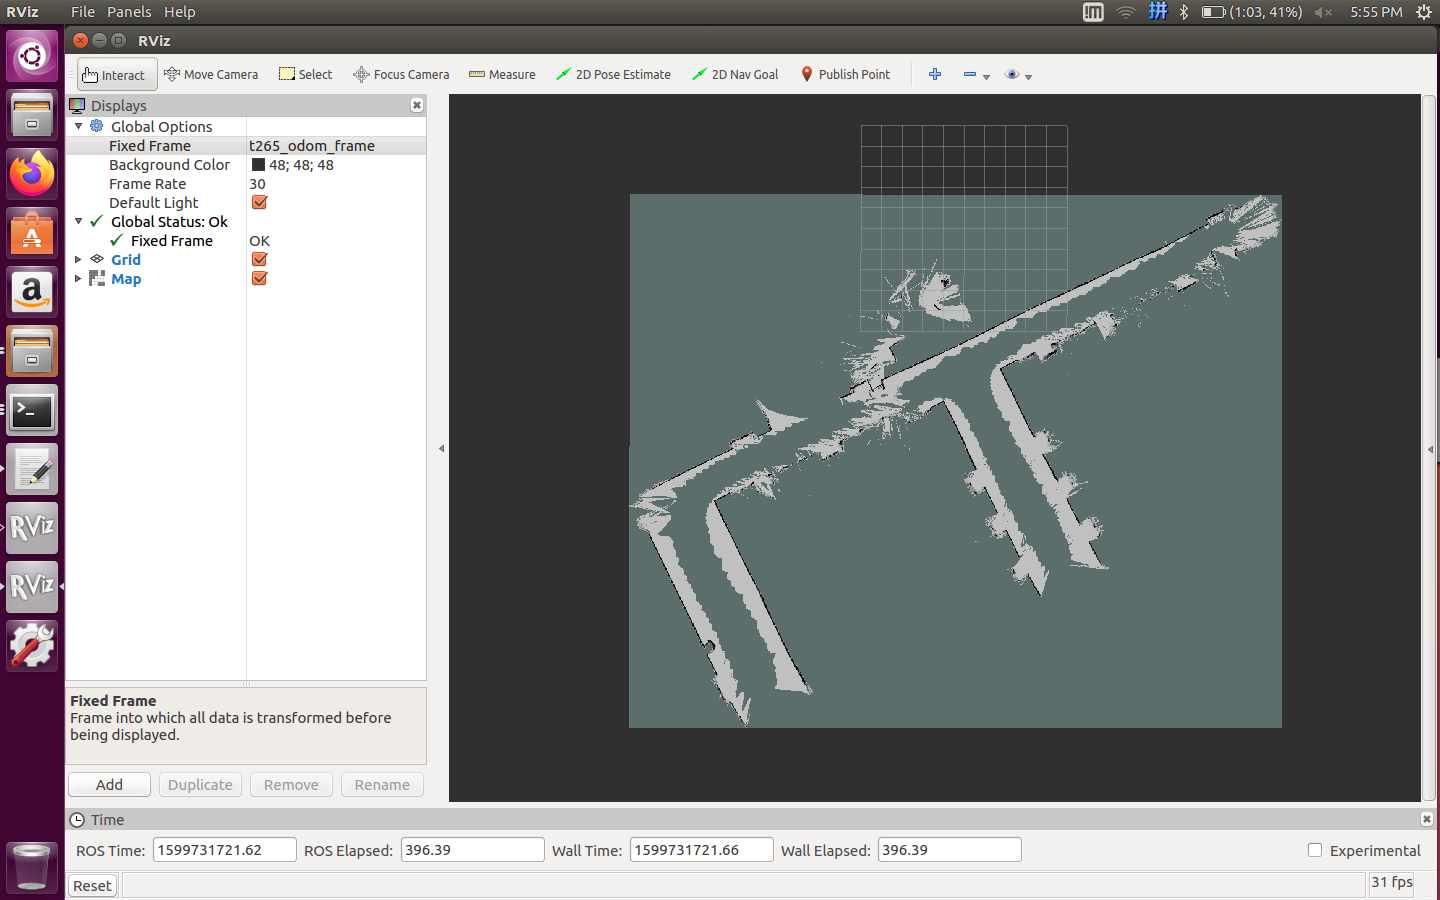 RViz File Panels Help
!M 拼 (1:03, 41%) 5:55 PM
RViz
Interact Move Camera Select Focus Camera Measure 2D Pose Estimate 2D Nav Goal Publish Point
Displays
Global Options
Fixed Frame t265_odom_frame
Background Color 48; 48; 48
Frame Rate 30
Default Light
Global Status: Ok
Fixed Frame OK
Grid
Map
A
a
>_
RViz
RViz
Fixed Frame
Frame into which all data is transformed before
being displayed.
Add Duplicate Remove Rename
Time
ROS Time: 1599731721.62 ROS Elapsed: 396.39 Wall Time: 1599731721.66 Wall Elapsed: 396.39 Experimental
Reset 31 fps